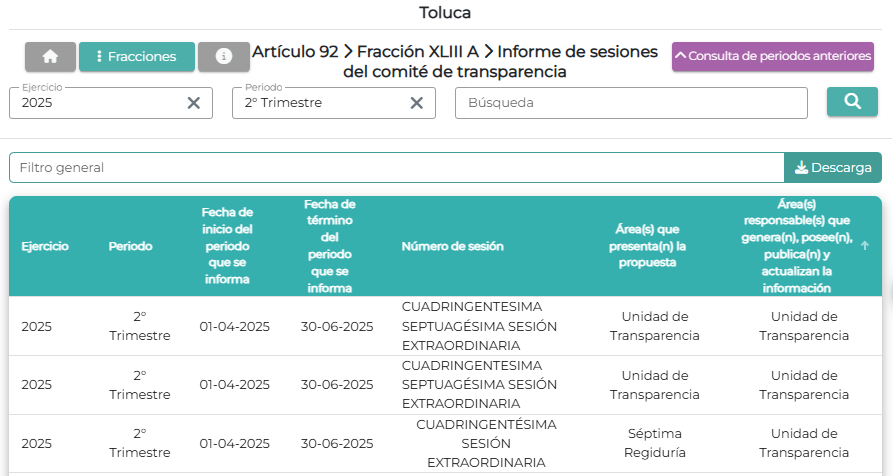 Toluca
Fracciones
Artículo 92 > Fracción XLIII A > Informe de sesiones
del comité de transparencia
Consulta de periodos anteriores
Ejercicio
2025
Periodo
2° Trimestre
Búsqueda
Filtro general
Descarga
Ejercicio
Periodo
Fecha de
inicio del
periodo
que se
informa
Fecha de
término
del
periodo
que se
informa
Número de sesión
Área(s) que
presenta(n) la
propuesta
Área(s)
responsable(s) que
genera(n), posee(n),
publica(n) y
actualizan la
información
2025
2°
Trimestre
01-04-2025
30-06-2025
CUADRINGENTESIMA
SEPTUAGÉSIMA SESIÓN
EXTRAORDINARIA
Unidad de
Transparencia
Unidad de
Transparencia
2025
2°
Trimestre
01-04-2025
30-06-2025
CUADRINGENTESIMA
SEPTUAGÉSIMA SESIÓN
EXTRAORDINARIA
Unidad de
Transparencia
Unidad de
Transparencia
2025
2°
Trimestre
01-04-2025
30-06-2025
CUADRINGENTÉSIMA
SESIÓN
EXTRAORDINARIA
Séptima
Regiduría
Unidad de
Transparencia